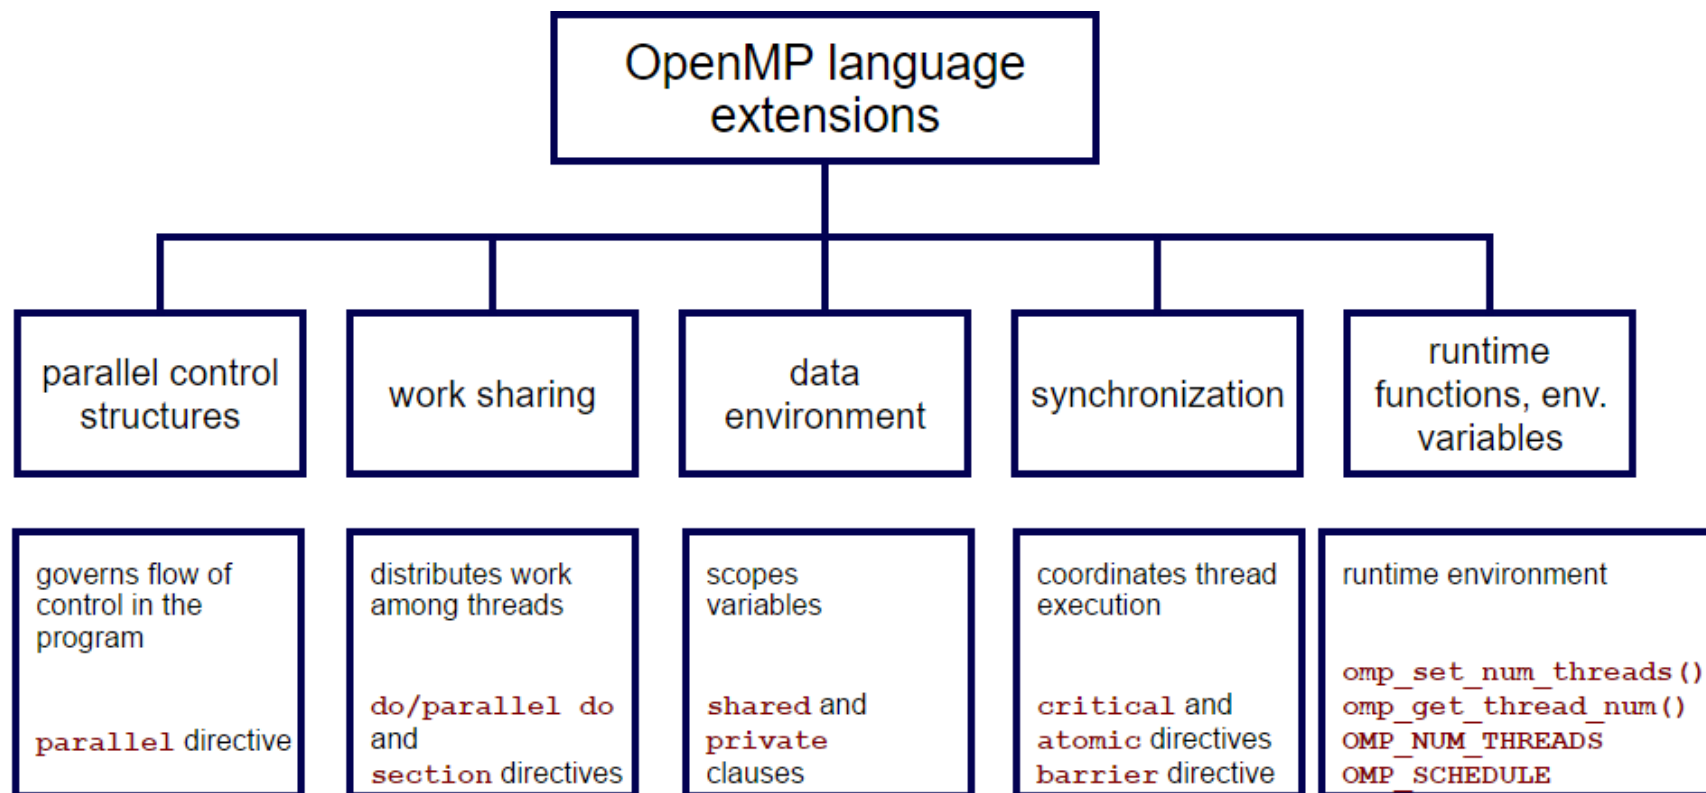 OpenMP language
extensions
parallel control
structures
work sharing
data
environment
synchronization
runtime
functions, env.
variables
governs flow of
control in the
program
parallel directive
distributes work
among threads
do/parallel do
and
section directives
scopes
variables
shared and
private
clauses
coordinates thread
execution
critical and
atomic directives
barrier directive
runtime environment
omp_set_num_threads()
omp_get_thread_num()
OMP_NUM_THREADS
OMP_SCHEDULE